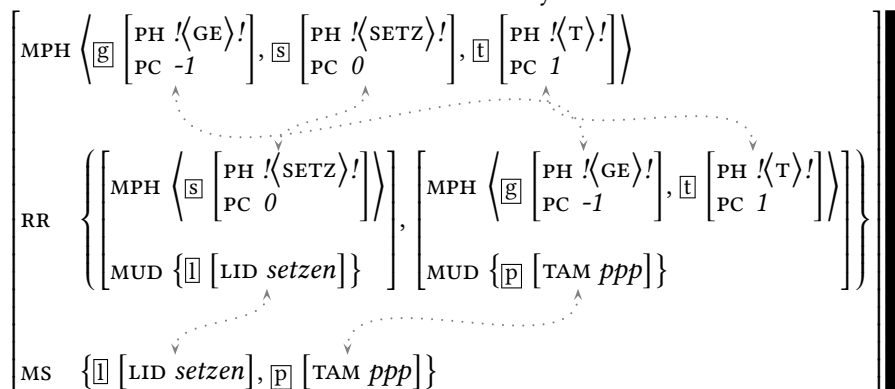 MPH ⟨ g [PH !⟨GE⟩! PC -1], s [PH !⟨SETZ⟩! PC 0], t [PH !⟨T⟩! PC 1] ⟩
RR { [MPH ⟨ s [PH !⟨SETZ⟩! PC 0] ⟩ MUD { l [LID setzen] }], [MPH ⟨ g [PH !⟨GE⟩! PC -1], t [PH !⟨T⟩! PC 1] ⟩ MUD { p [TAM ppp] }] }
MS { l [LID setzen], p [TAM ppp] }